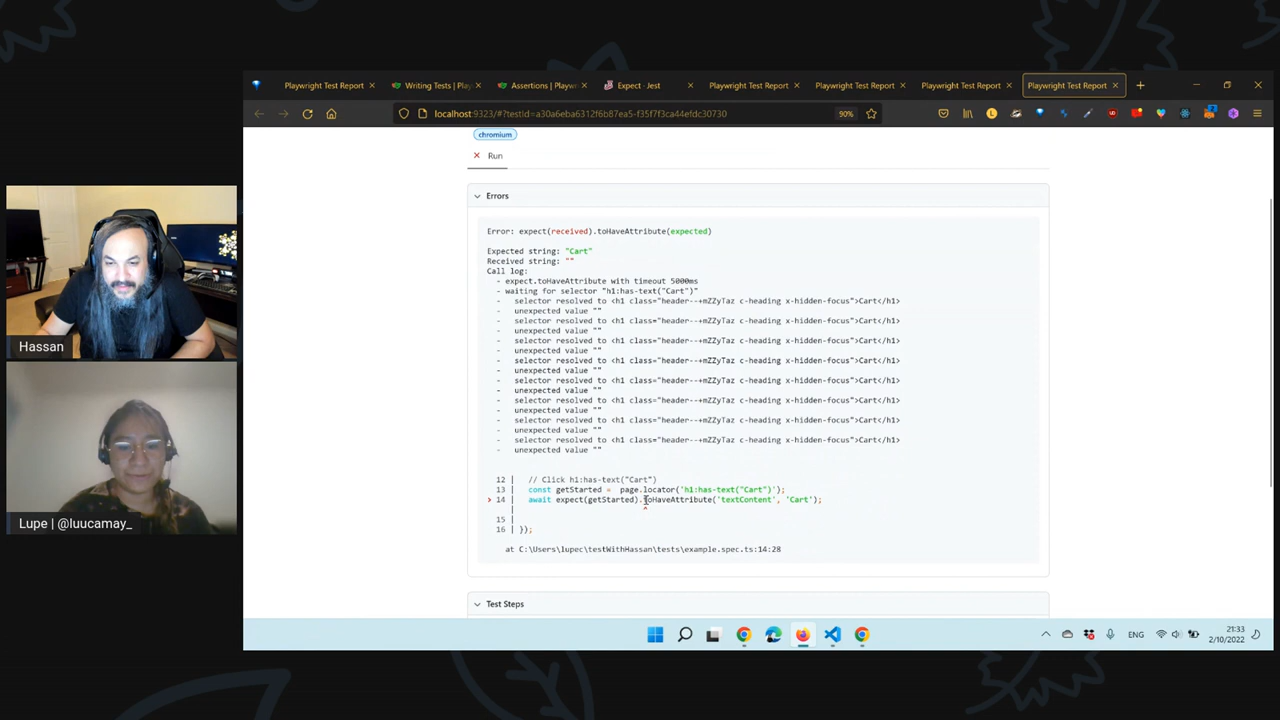 Playwright Test Report
Writing Tests | Play
Assertions | Playw
Expect · Jest
Playwright Test Report
Playwright Test Report
Playwright Test Report
Playwright Test Report
localhost:9323/#?testId=a30a6eba6312f6b87ea5-f35f7f3ca44efdc30730
90%
chromium
Run
Errors
Error: expect(received).toHaveAttribute(expected)
Expected string: "Cart"
Received string: ""
Call log:
- expect.toHaveAttribute with timeout 5000ms
- waiting for selector "h1:has-text("Cart")"
- selector resolved to <h1 class="header--+mZZyTaz c-heading x-hidden-focus">Cart</h1>
- unexpected value ""
- selector resolved to <h1 class="header--+mZZyTaz c-heading x-hidden-focus">Cart</h1>
- unexpected value ""
- selector resolved to <h1 class="header--+mZZyTaz c-heading x-hidden-focus">Cart</h1>
- unexpected value ""
- selector resolved to <h1 class="header--+mZZyTaz c-heading x-hidden-focus">Cart</h1>
- unexpected value ""
- selector resolved to <h1 class="header--+mZZyTaz c-heading x-hidden-focus">Cart</h1>
- unexpected value ""
- selector resolved to <h1 class="header--+mZZyTaz c-heading x-hidden-focus">Cart</h1>
- unexpected value ""
- selector resolved to <h1 class="header--+mZZyTaz c-heading x-hidden-focus">Cart</h1>
- unexpected value ""
- selector resolved to <h1 class="header--+mZZyTaz c-heading x-hidden-focus">Cart</h1>
- unexpected value ""
12 | // Click h1:has-text("Cart")
13 | const getStarted = page.locator('h1:has-text("Cart")');
> 14 | await expect(getStarted).toHaveAttribute('textContent', 'Cart');
| ^
15 |
16 | });
at C:\Users\lupec\testWithHassan\tests\example.spec.ts:14:28
Test Steps
Hassan
Lupe | @luucamay_
ENG
21:33
2/10/2022